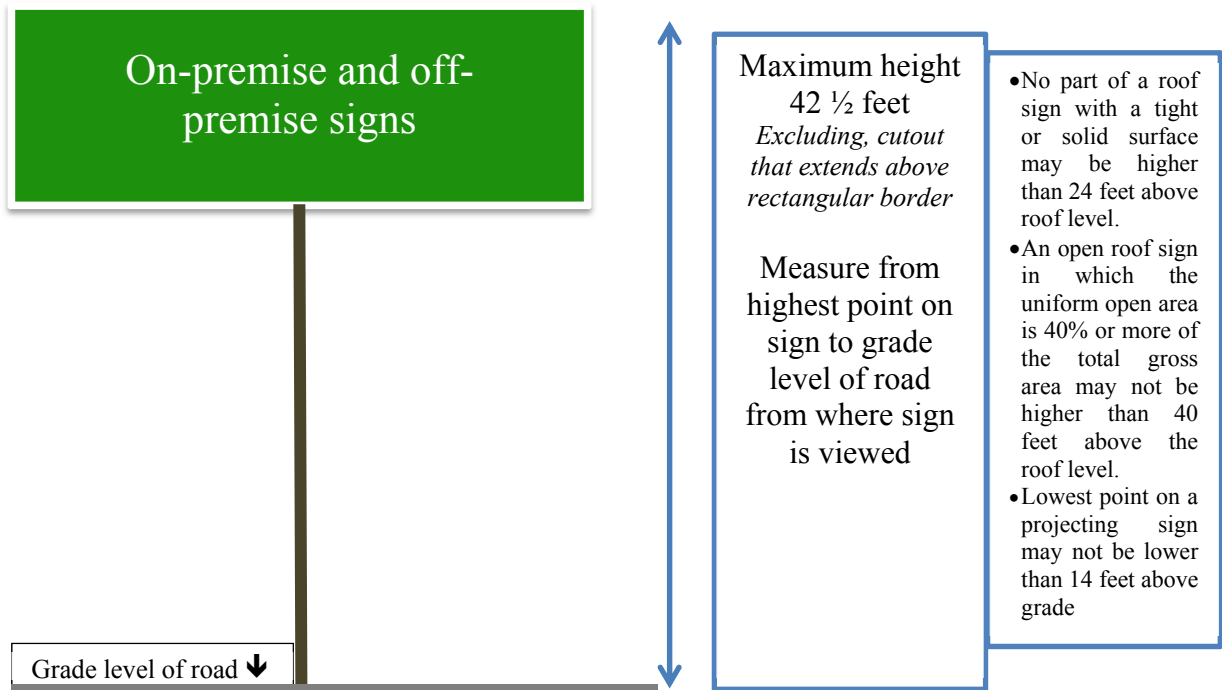 On-premise and off-
premise signs
Maximum height
42 ½ feet
Excluding, cutout
that extends above
rectangular border
Measure from
highest point on
sign to grade
level of road
from where sign
is viewed
•No part of a roof
sign with a tight
or solid surface
may be higher
than 24 feet above
roof level.
•An open roof sign
in which the
uniform open area
is 40% or more of
the total gross
area may not be
higher than 40
feet above the
roof level.
•Lowest point on a
projecting sign
may not be lower
than 14 feet above
grade
Grade level of road 🡻